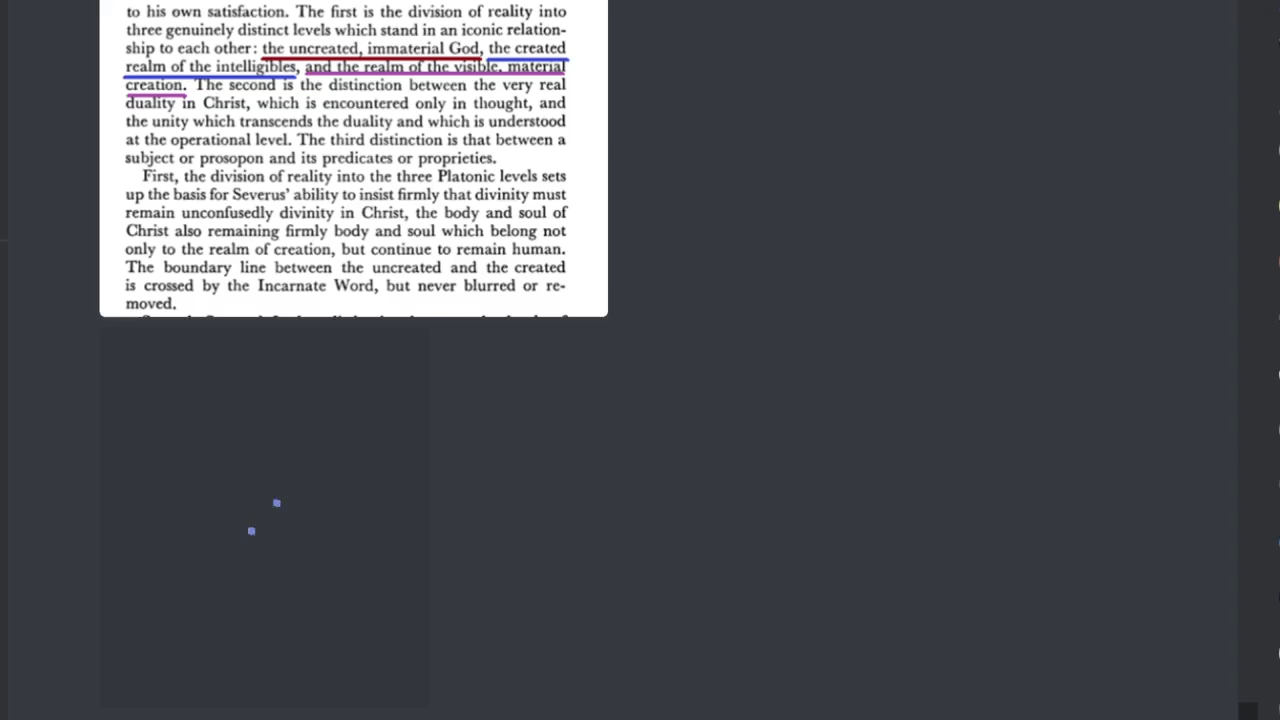 to his own satisfaction. The first is the division of reality into
three genuinely distinct levels which stand in an iconic relation-
ship to each other: the uncreated, immaterial God, the created
realm of the intelligibles, and the realm of the visible, material
creation. The second is the distinction between the very real
duality in Christ, which is encountered only in thought, and
the unity which transcends the duality and which is understood
at the operational level. The third distinction is that between a
subject or prosopon and its predicates or proprieties.
First, the division of reality into the three Platonic levels sets
up the basis for Severus' ability to insist firmly that divinity must
remain unconfusedly divinity in Christ, the body and soul of
Christ also remaining firmly body and soul which belong not
only to the realm of creation, but continue to remain human.
The boundary line between the uncreated and the created
is crossed by the Incarnate Word, but never blurred or re-
moved.